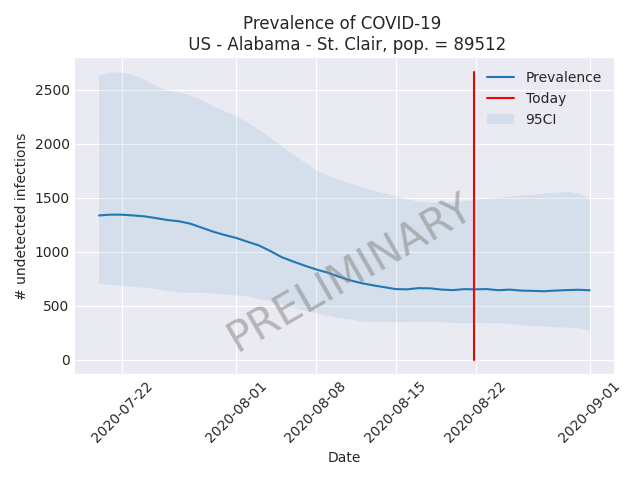 Prevalence of COVID-19
US - Alabama - St. Clair, pop. = 89512
Prevalence
Today
95CI
# undetected infections
2500
2000
1500
1000
500
0
PRELIMINARY
2020-07-22
2020-08-01
2020-08-08
2020-08-15
2020-08-22
2020-09-01
Date